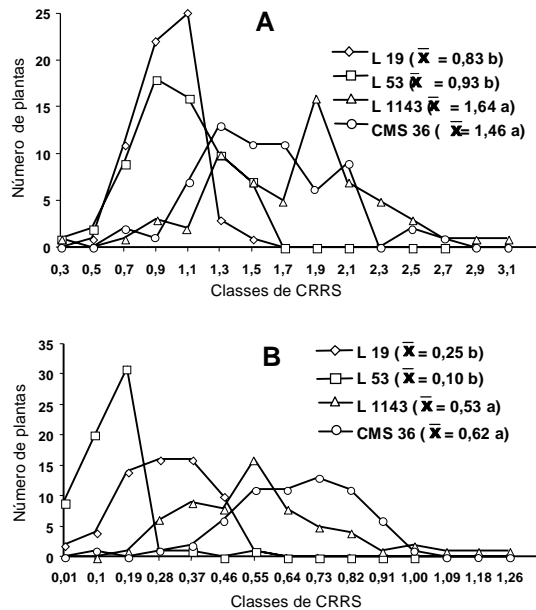 A
L 19 ( x̄ = 0,83 b)
L 53 ( x̄ = 0,93 b)
L 1143 ( x̄ = 1,64 a)
CMS 36 ( x̄ = 1,46 a)
Número de plantas
25
20
15
10
5
0
0,3 0,5 0,7 0,9 1,1 1,3 1,5 1,7 1,9 2,1 2,3 2,5 2,7 2,9 3,1
Classes de CRRS
B
L 19 ( x̄ = 0,25 b)
L 53 ( x̄ = 0,10 b)
L 1143 ( x̄ = 0,53 a)
CMS 36 ( x̄ = 0,62 a)
Número de plantas
35
30
25
20
15
10
5
0
0,01 0,1 0,19 0,28 0,37 0,46 0,55 0,64 0,73 0,82 0,91 1,00 1,09 1,18 1,26
Classes de CRRS